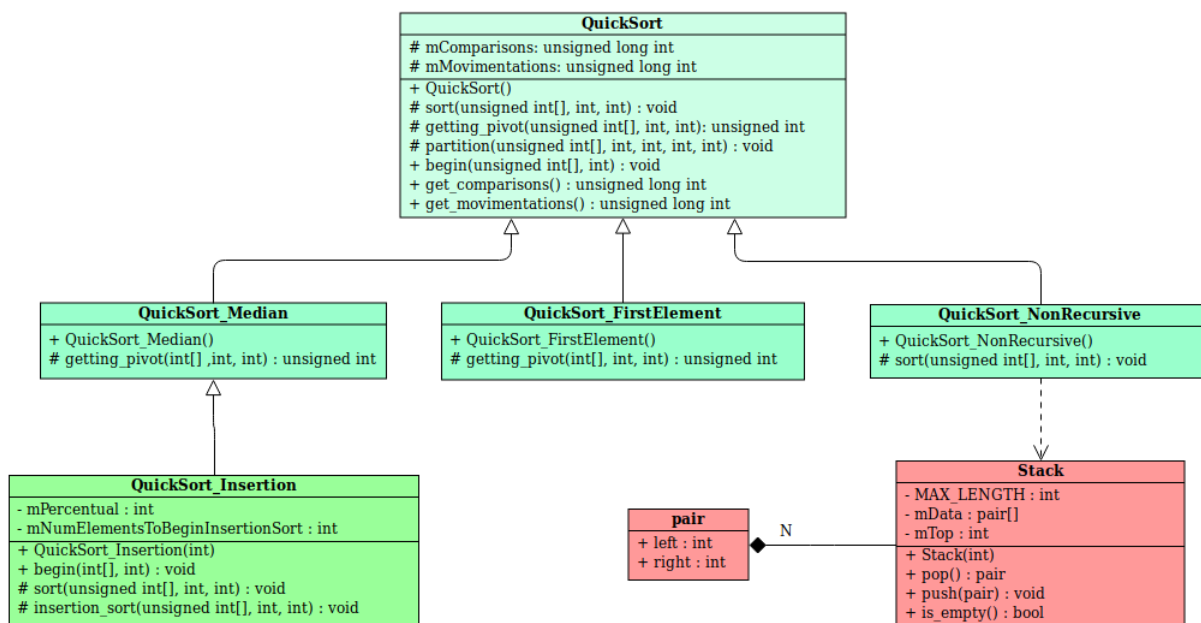 QuickSort
# mComparisons: unsigned long int
# mMovimentations: unsigned long int
+ QuickSort()
# sort(unsigned int[], int, int) : void
# getting_pivot(unsigned int[], int, int): unsigned int
# partition(unsigned int[], int, int, int, int) : void
+ begin(unsigned int[], int) : void
+ get_comparisons() : unsigned long int
+ get_movimentations() : unsigned long int
QuickSort_Median
+ QuickSort_Median()
# getting_pivot(int[] ,int, int) : unsigned int
QuickSort_FirstElement
+ QuickSort_FirstElement()
# getting_pivot(int[], int, int) : unsigned int
QuickSort_NonRecursive
+ QuickSort_NonRecursive()
# sort(unsigned int[], int, int) : void
QuickSort_Insertion
- mPercentual : int
- mNumElementsToBeginInsertionSort : int
+ QuickSort_Insertion(int)
+ begin(int[], int) : void
# sort(unsigned int[], int, int) : void
# insertion_sort(unsigned int[], int, int) : void
pair
+ left : int
+ right : int
N
Stack
- MAX_LENGTH : int
- mData : pair[]
- mTop : int
+ Stack(int)
+ pop() : pair
+ push(pair) : void
+ is_empty() : bool